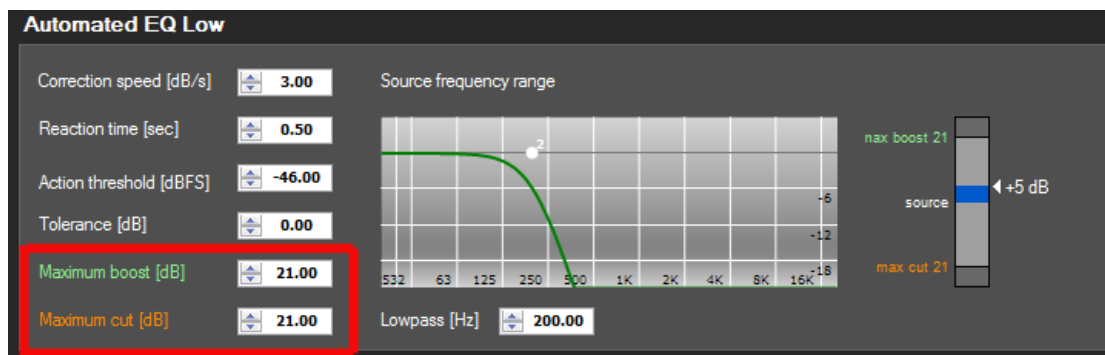 Automated EQ Low
Correction speed [dB/s] 3.00
Reaction time [sec] 0.50
Action threshold [dBFS] -46.00
Tolerance [dB] 0.00
Maximum boost [dB] 21.00
Maximum cut [dB] 21.00
Source frequency range
2
-6
-12
-18
532 63 125 250 500 1K 2K 4K 8K 16K
Lowpass [Hz] 200.00
nax boost 21
source
+5 dB
max cut 21